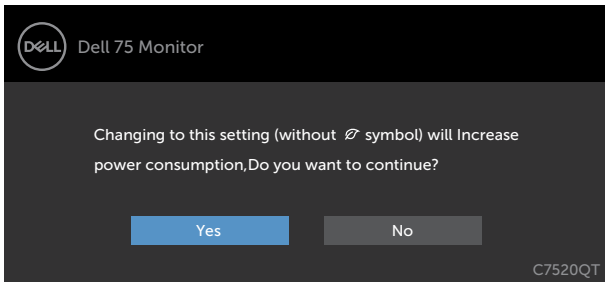 DELL Dell 75 Monitor
Changing to this setting (without symbol) will Increase
power consumption,Do you want to continue?
Yes No
C7520QT